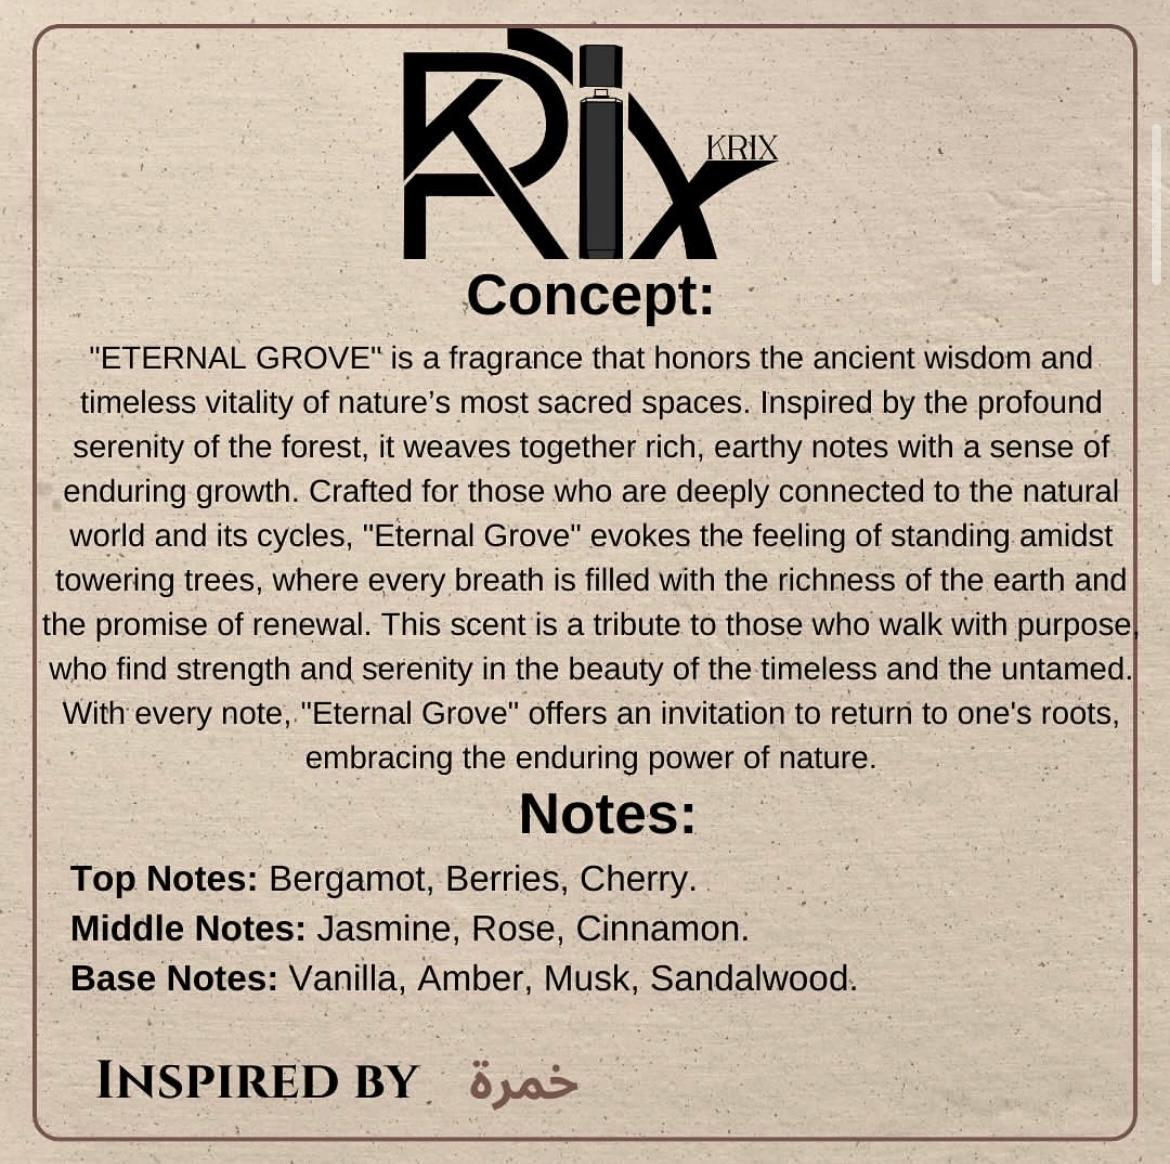 KRIX
KRIX
Concept:
"ETERNAL GROVE" is a fragrance that honors the ancient wisdom and
timeless vitality of nature’s most sacred spaces. Inspired by the profound
serenity of the forest, it weaves together rich, earthy notes with a sense of
enduring growth. Crafted for those who are deeply connected to the natural
world and its cycles, "Eternal Grove" evokes the feeling of standing amidst
towering trees, where every breath is filled with the richness of the earth and
the promise of renewal. This scent is a tribute to those who walk with purpose,
who find strength and serenity in the beauty of the timeless and the untamed.
With every note, "Eternal Grove" offers an invitation to return to one's roots,
embracing the enduring power of nature.
Notes:
Top Notes: Bergamot, Berries, Cherry.
Middle Notes: Jasmine, Rose, Cinnamon.
Base Notes: Vanilla, Amber, Musk, Sandalwood.
INSPIRED BY خمرة